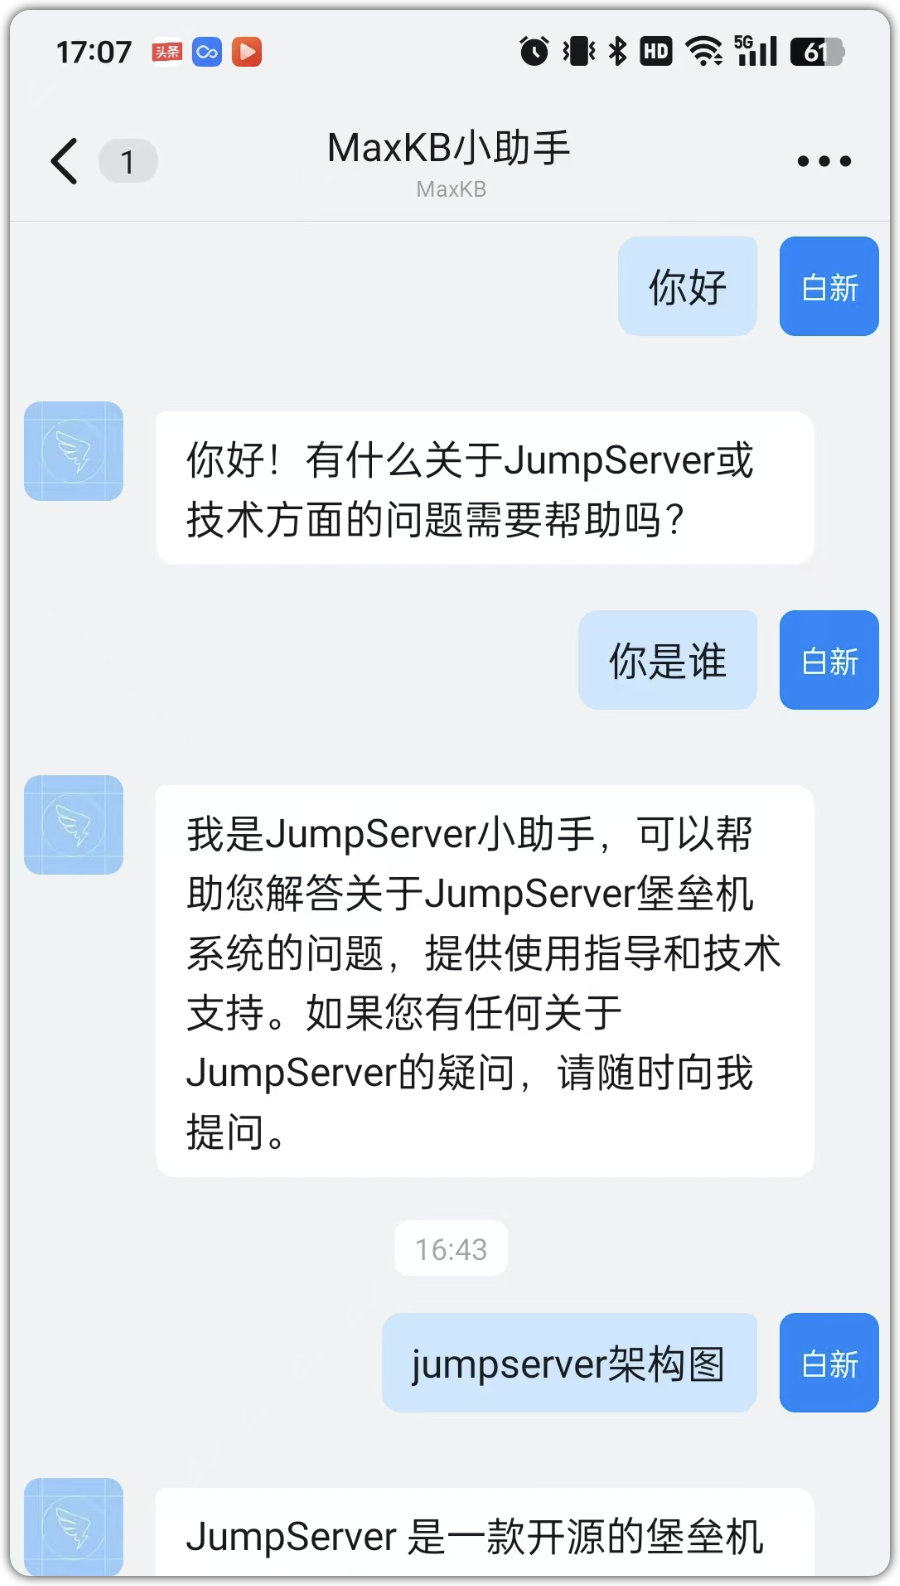 17:07 头条 HD 5G 61
1
MaxKB小助手
MaxKB
你好
白新
你好！有什么关于JumpServer或
技术方面的问题需要帮助吗？
你是谁
白新
我是JumpServer小助手，可以帮
助您解答关于JumpServer堡垒机
系统的问题，提供使用指导和技术
支持。如果您有任何关于
JumpServer的疑问，请随时向我
提问。
16:43
jumpserver架构图
白新
JumpServer 是一款开源的堡垒机